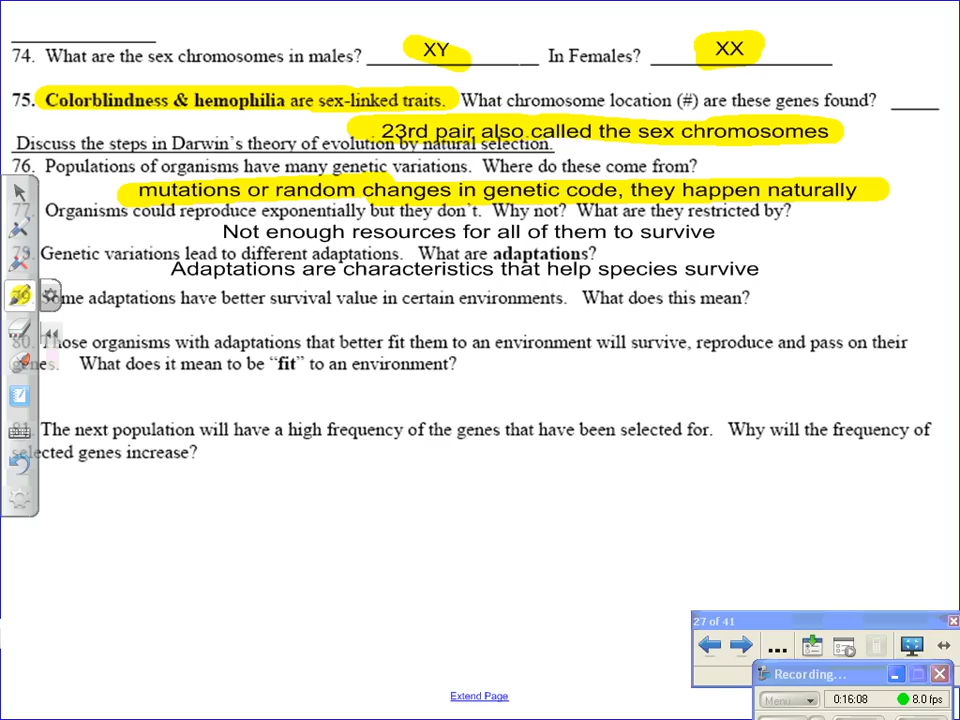 74. What are the sex chromosomes in males? XY In Females? XX
75. Colorblindness & hemophilia are sex-linked traits. What chromosome location (#) are these genes found?
23rd pair also called the sex chromosomes
Discuss the steps in Darwin's theory of evolution by natural selection.
76. Populations of organisms have many genetic variations. Where do these come from?
mutations or random changes in genetic code, they happen naturally
77. Organisms could reproduce exponentially but they don't. Why not? What are they restricted by?
Not enough resources for all of them to survive
Genetic variations lead to different adaptations. What are adaptations?
Adaptations are characteristics that help species survive
79. Some adaptations have better survival value in certain environments. What does this mean?
80. Those organisms with adaptations that better fit them to an environment will survive, reproduce and pass on their
genes. What does it mean to be “fit” to an environment?
81. The next population will have a high frequency of the genes that have been selected for. Why will the frequency of
selected genes increase?
27 of 41
Recording...
Menu 0:16:08 8.0 fps
Extend Page